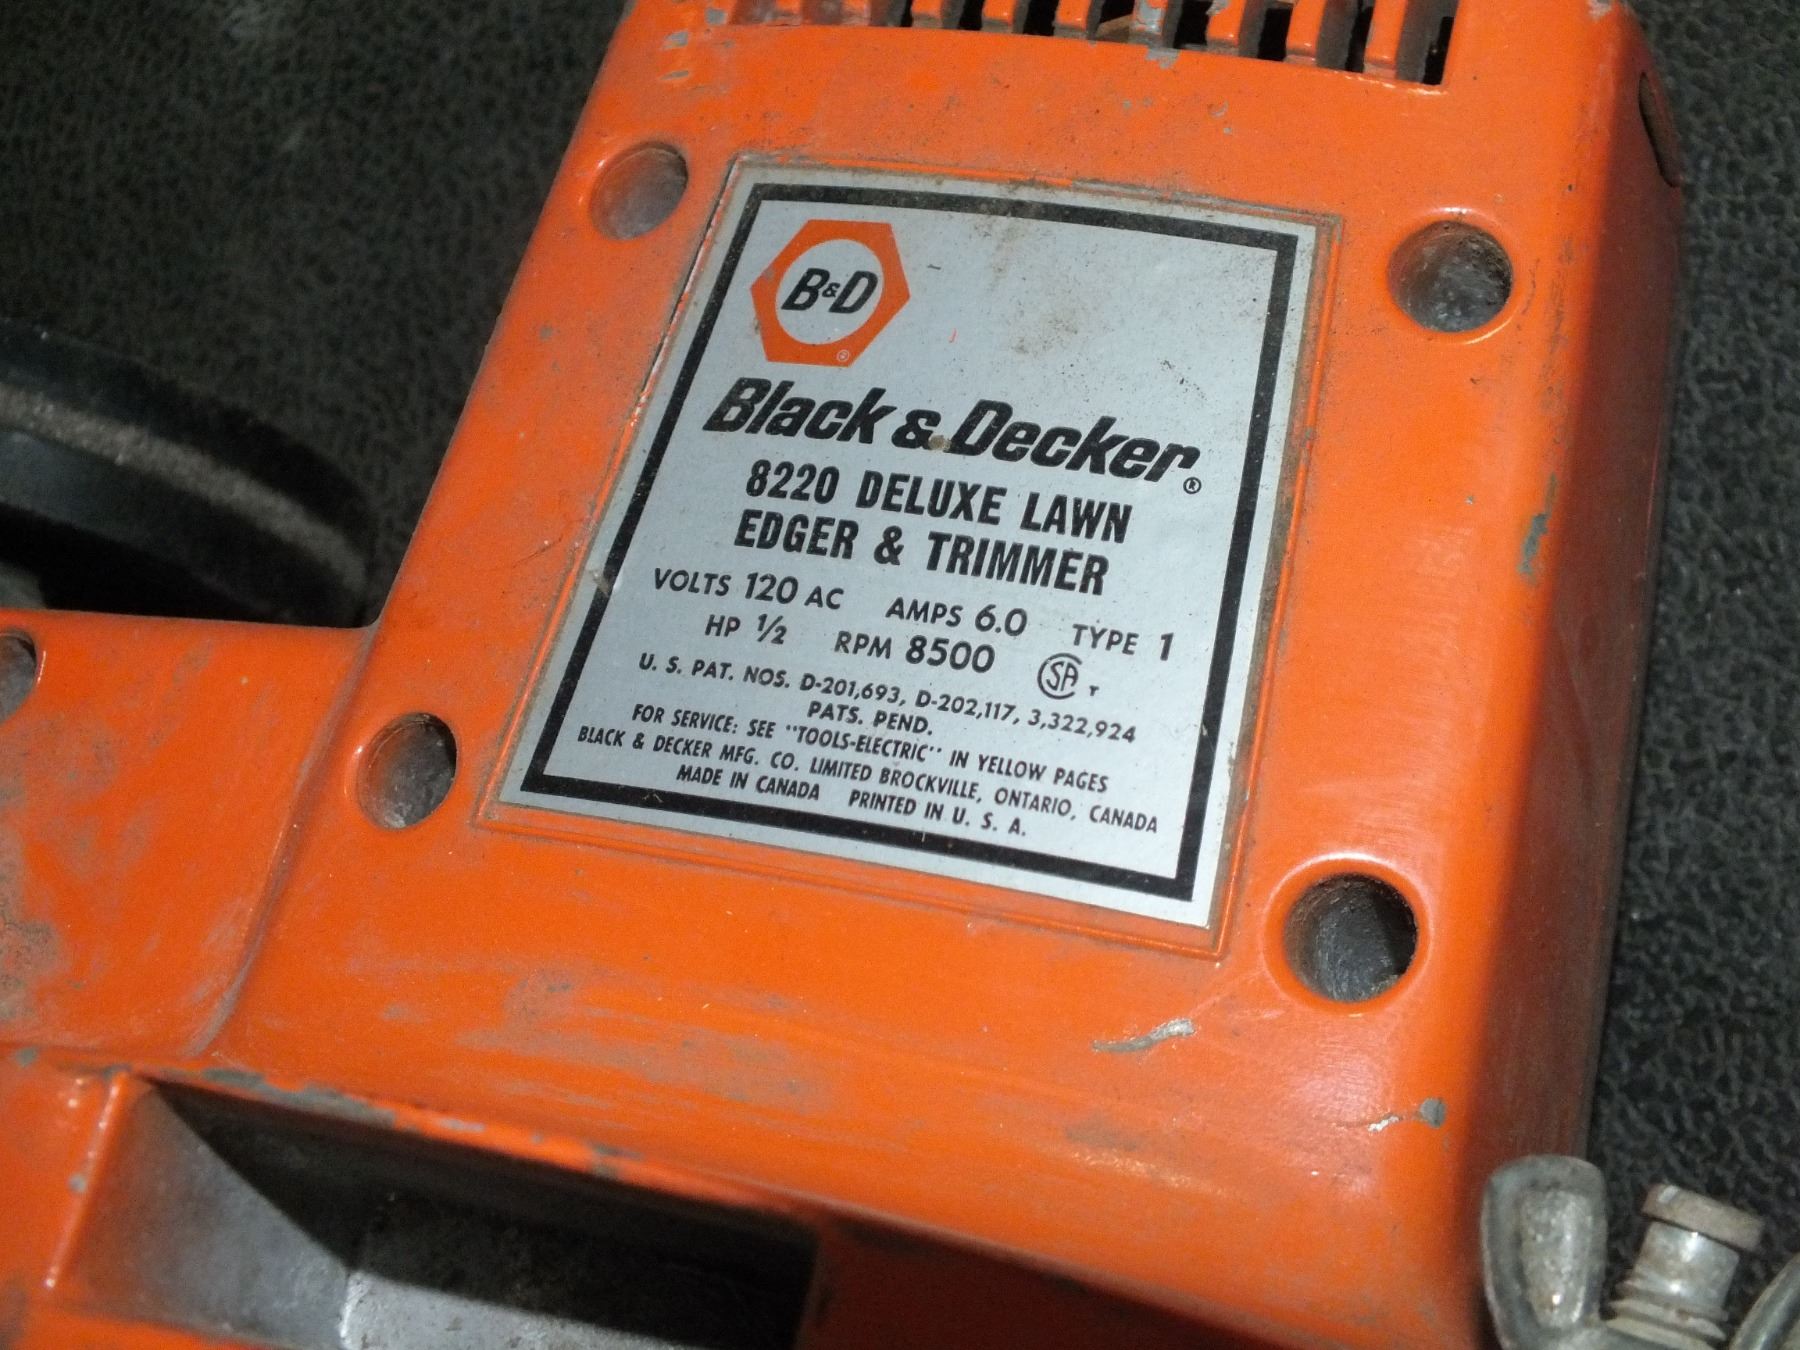 B&D
®
Black & Decker®
8220 DELUXE LAWN
EDGER & TRIMMER
VOLTS 120 AC AMPS 6.0 TYPE 1
HP 1/2 RPM 8500 SA T
U. S. PAT. NOS. D-201,693, D-202,117, 3,322,924
PATS. PEND.
FOR SERVICE: SEE "TOOLS-ELECTRIC" IN YELLOW PAGES
BLACK & DECKER MFG. CO. LIMITED BROCKVILLE, ONTARIO, CANADA
MADE IN CANADA PRINTED IN U. S. A.